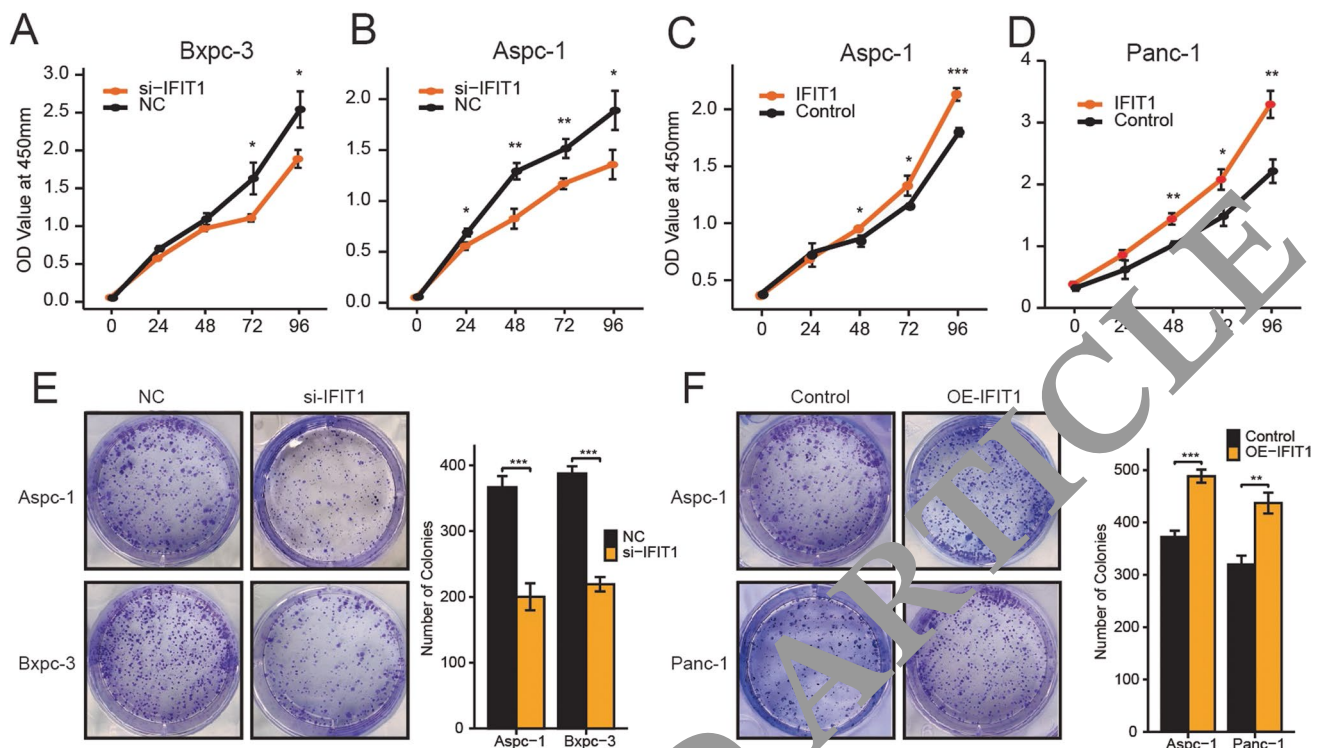 A
Bxpc-3
OD Value at 450mm
3.0
2.5
2.0
1.5
1.0
0.5
0.0
si-IFIT1
NC
*
*
0 24 48 72 96
B
Aspc-1
2.0
1.5
1.0
0.5
0.0
si-IFIT1
NC
*
**
**
*
0 24 48 72 96
C
Aspc-1
OD Value at 450mm
2.0
1.5
1.0
0.5
IFIT1
Control
*
*
***
0 24 48 72 96
D
Panc-1
4
3
2
1
0
IFIT1
Control
**
*
**
0 48 96
E
NC si-IFIT1
Aspc-1
Bxpc-3
Number of Colonies
400
300
200
100
0
***
***
NC
si-IFIT1
Aspc-1 Bxpc-3
F
Control OE-IFIT1
Aspc-1
Panc-1
Number of Colonies
500
400
300
200
100
0
***
**
Control
OE-IFIT1
Aspc-1 Panc-1
ARTICLE